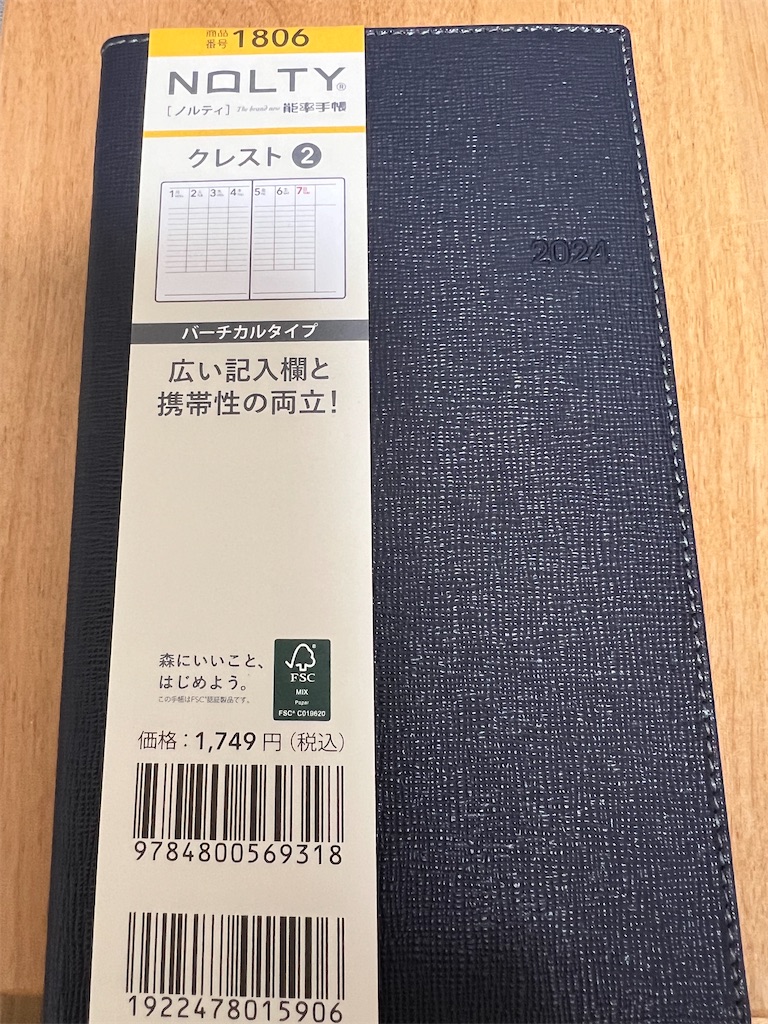 商品番号 1806
NOLTY®
[ノルティ] The brand new 能率手帳
クレスト 2
1 2 3 4 5 6 7
バーチカルタイプ
広い記入欄と
携帯性の両立!
2024
森にいいこと、
はじめよう。
この手帳はFSC®認証製品です。
FSC
MIX
Paper
FSC® C019620
価格:1,749円(税込)
9784800569318
1922478015906